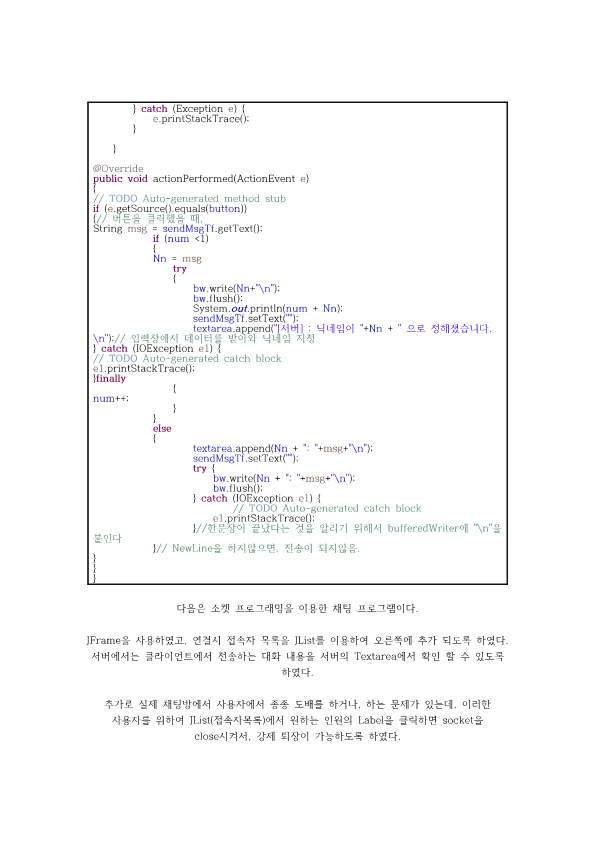 } catch (Exception e) {
e.printStackTrace();
}
}
@Override
public void actionPerformed(ActionEvent e)
{
// TODO Auto-generated method stub
if (e.getSource().equals(button))
{// 버튼을 클릭했을 때,
String msg = sendMsgTf.getText();
if (num <1)
{
Nn = msg
try
{
bw.write(Nn+"\n");
bw.flush();
System.out.println(num + Nn);
sendMsgTf.setText("");
textarea.append("[서버] : 닉네임이 "+Nn + " 으로 정해졌습니다.
\n");// 입력창에서 데이터를 받아와 닉네임 지정
} catch (IOException e1) {
// TODO Auto-generated catch block
e1.printStackTrace();
}finally
{
num++;
}
}
else
{
textarea.append(Nn + ": "+msg+"\n");
sendMsgTf.setText("");
try {
bw.write(Nn + ": "+msg+"\n");
bw.flush();
} catch (IOException e1) {
// TODO Auto-generated catch block
e1.printStackTrace();
}//한문장이 끝났다는 것을 알리기 위해서 bufferedWriter에 "\n"을
붙인다
}// NewLine을 하지않으면, 전송이 되지않음.
}
}
}
다음은 소켓 프로그래밍을 이용한 채팅 프로그램이다.
JFrame을 사용하였고, 연결시 접속자 목록을 JList를 이용하여 오른쪽에 추가 되도록 하였다.
서버에서는 클라이언트에서 전송하는 대화 내용을 서버의 Textarea에서 확인 할 수 있도록
하였다.
추가로 실제 채팅방에서 사용자에서 종종 도배를 하거나, 하는 문제가 있는데, 이러한
사용자를 위하여 JList(접속자목록)에서 원하는 인원의 Label을 클릭하면 socket을
close시켜서, 강제 퇴장이 가능하도록 하였다.